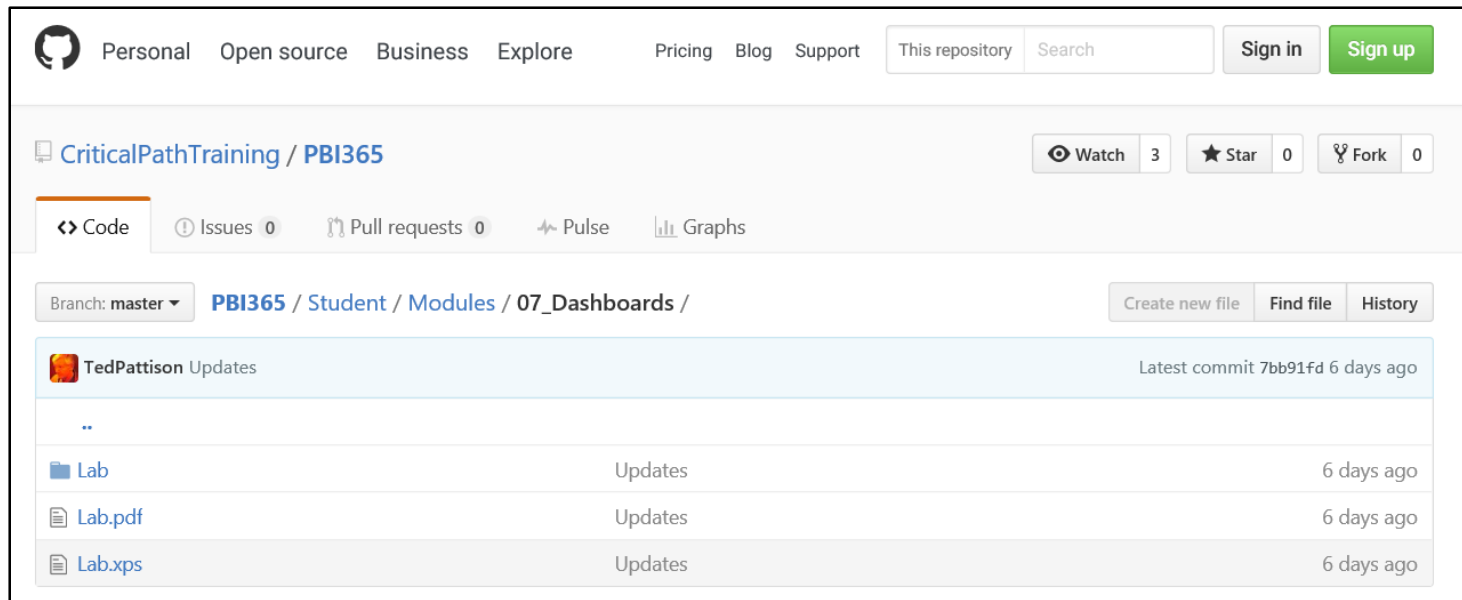 Personal Open source Business Explore Pricing Blog Support This repository Search Sign in Sign up
CriticalPathTraining / PBI365 Watch 3 Star 0 Fork 0
Code Issues 0 Pull requests 0 Pulse Graphs
Branch: master PBI365 / Student / Modules / 07_Dashboards / Create new file Find file History
TedPattison Updates Latest commit 7bb91fd 6 days ago
..
Lab Updates 6 days ago
Lab.pdf Updates 6 days ago
Lab.xps Updates 6 days ago